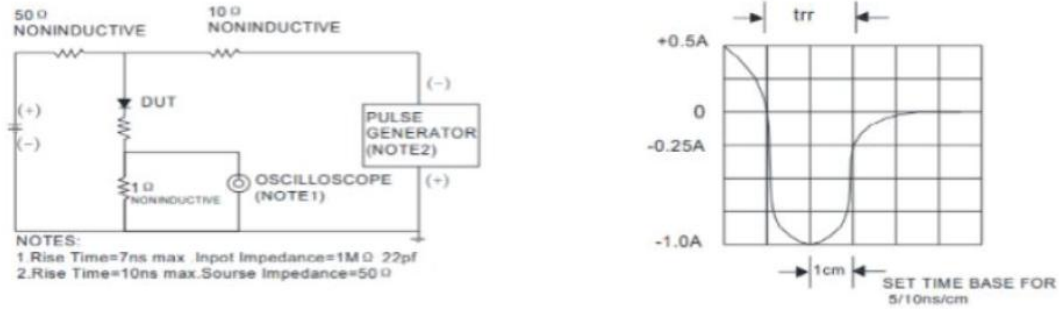 50Ω
NONINDUCTIVE
10Ω
NONINDUCTIVE
(+)
(-)
DUT
1Ω
NONINDUCTIVE
OSCILLOSCOPE
(NOTE1)
(-)
PULSE
GENERATOR
(NOTE2)
(+)
NOTES:
1.Rise Time=7ns max .Inpot Impedance=1MΩ 22pf
2.Rise Time=10ns max.Sourse Impedance=50Ω
trr
+0.5A
0
-0.25A
-1.0A
1cm
SET TIME BASE FOR
5/10ns/cm